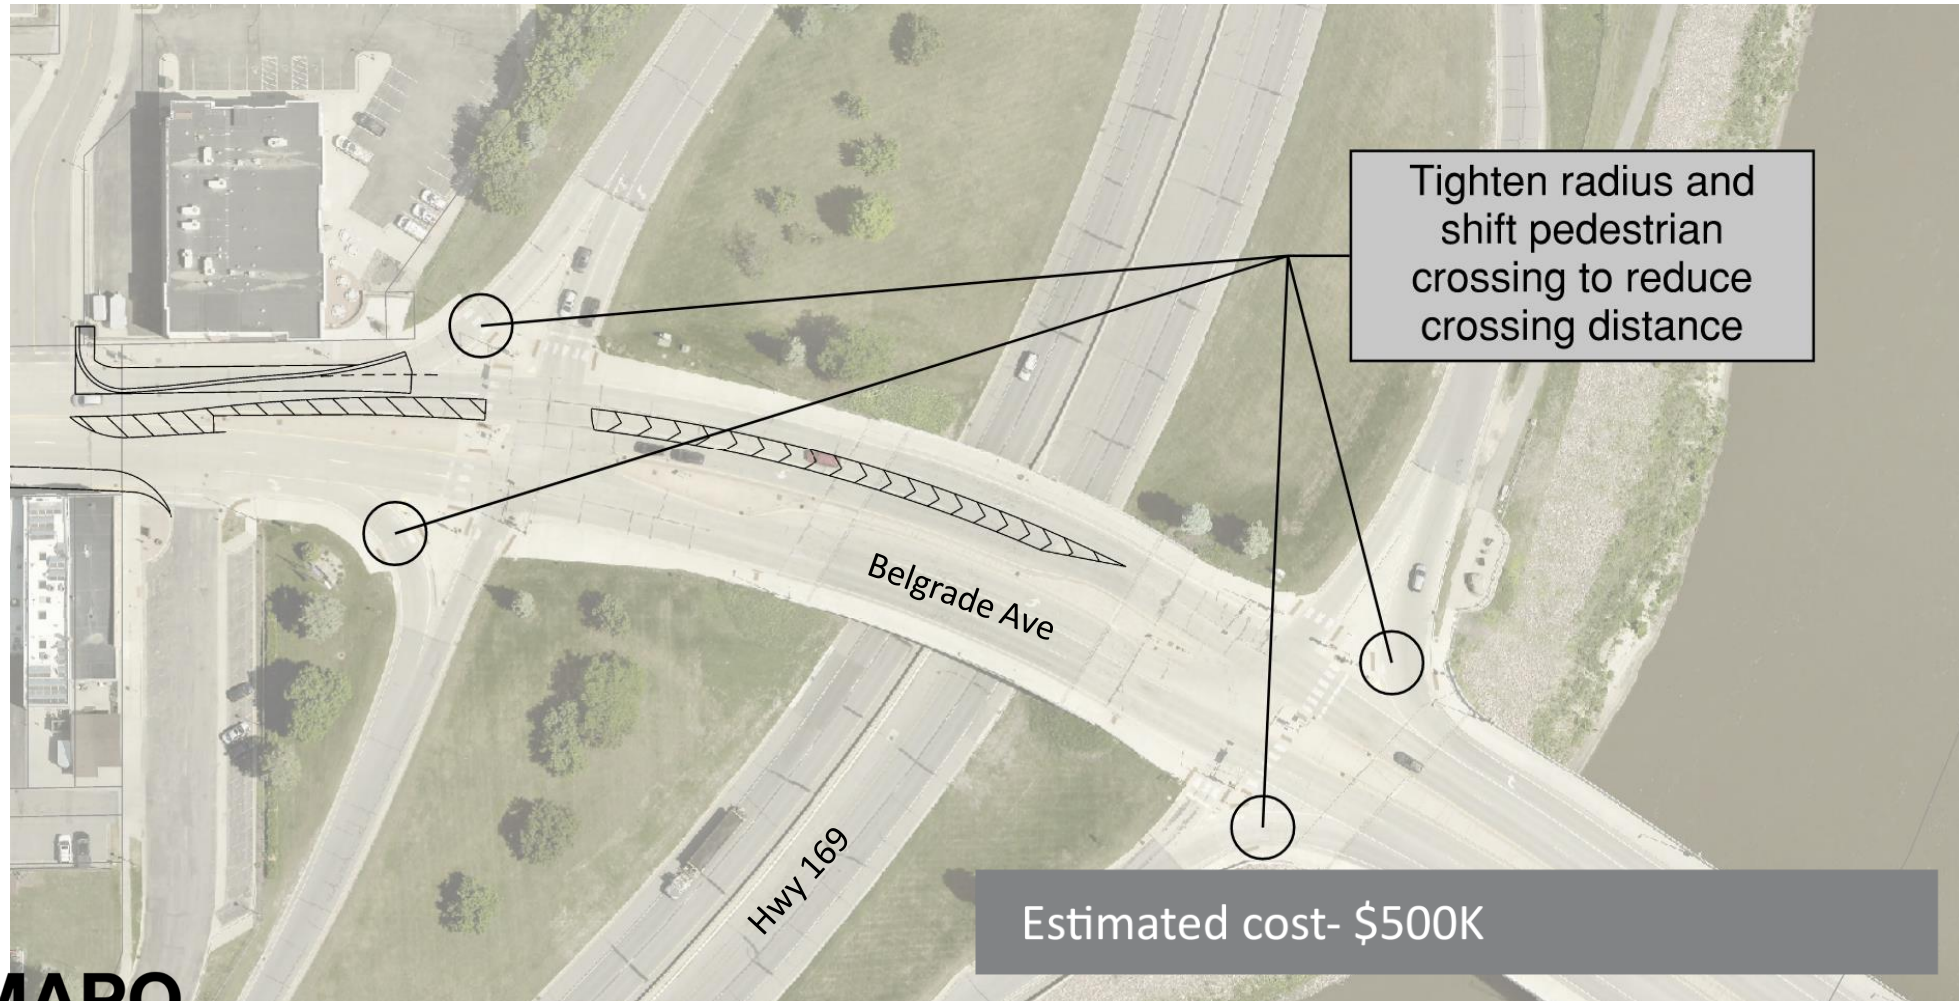 Tighten radius and
shift pedestrian
crossing to reduce
crossing distance
Belgrade Ave
Hwy 169
Estimated cost- $500K